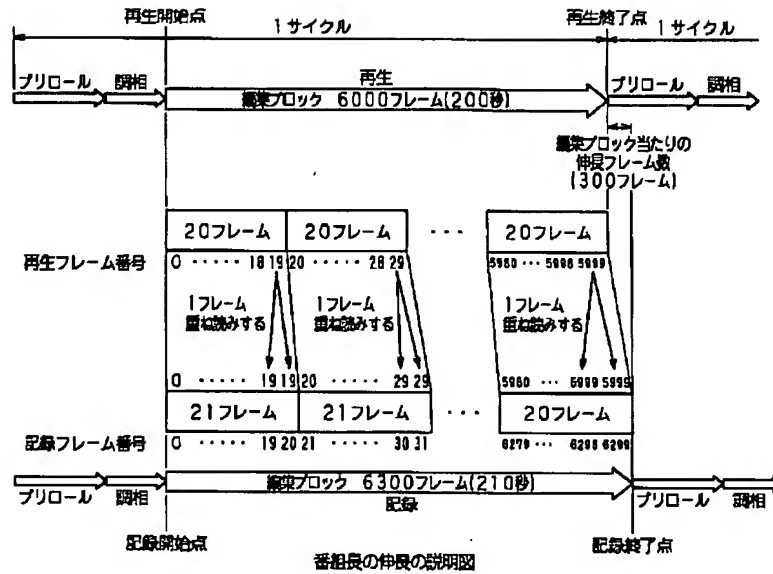 再生開始点
再生終了点
1サイクル
1サイクル
プリロール
調相
再生
編集ブロック 6000フレーム(200秒)
プリロール
調相
編集ブロック当たりの
伸長フレーム数
(300フレーム)
20フレーム
20フレーム
・・・
20フレーム
再生フレーム番号
0 ・・・・・ 18 19
20 ・・・・・ 28 29
5980 ・・・ 5998 5999
1フレーム
重ね読みする
1フレーム
重ね読みする
1フレーム
重ね読みする
0 ・・・・・ 19 19
20 ・・・・・ 29 29
5980 ・・・ 5999 5999
21フレーム
21フレーム
・・・
20フレーム
記録フレーム番号
0 ・・・・・ 19 20
21 ・・・・・ 30 31
6279 ・・・ 6298 6299
プリロール
調相
編集ブロック 6300フレーム(210秒)
記録
プリロール
調相
記録開始点
記録終了点
番組長の伸長の説明図